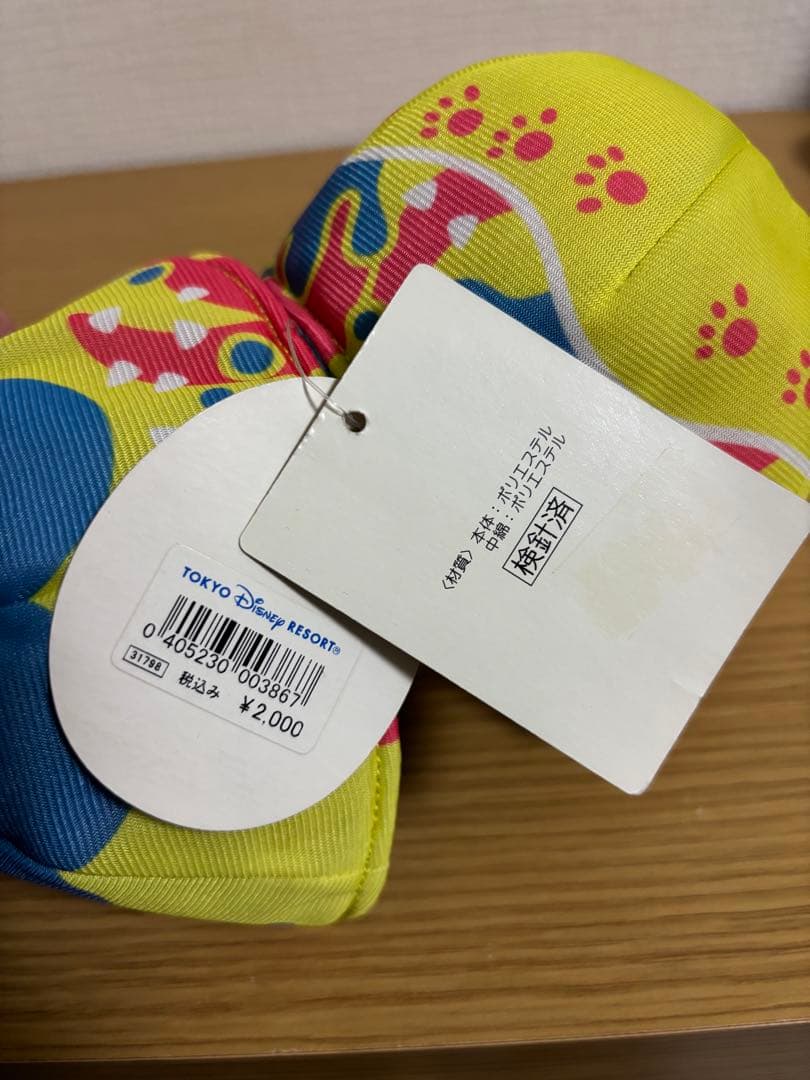 TOKYO Disney RESORT®
0 405230 003867
31798
税込み
¥2,000
〈材質〉本体：ポリエステル
中綿：ポリエステル
検針済